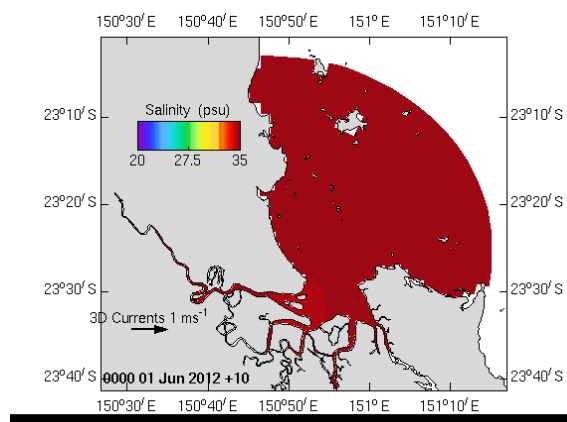 150°30′ E 150°40′ E 150°50′ E 151° E 151°10′ E
Salinity (psu)
20 27.5 35
23°10′ S 23°10′ S
23°20′ S 23°20′ S
23°30′ S 23°30′ S
3D Currents 1 ms⁻¹
23°40′ S 23°40′ S
0000 01 Jun 2012 +10
150°30′ E 150°40′ E 150°50′ E 151° E 151°10′ E